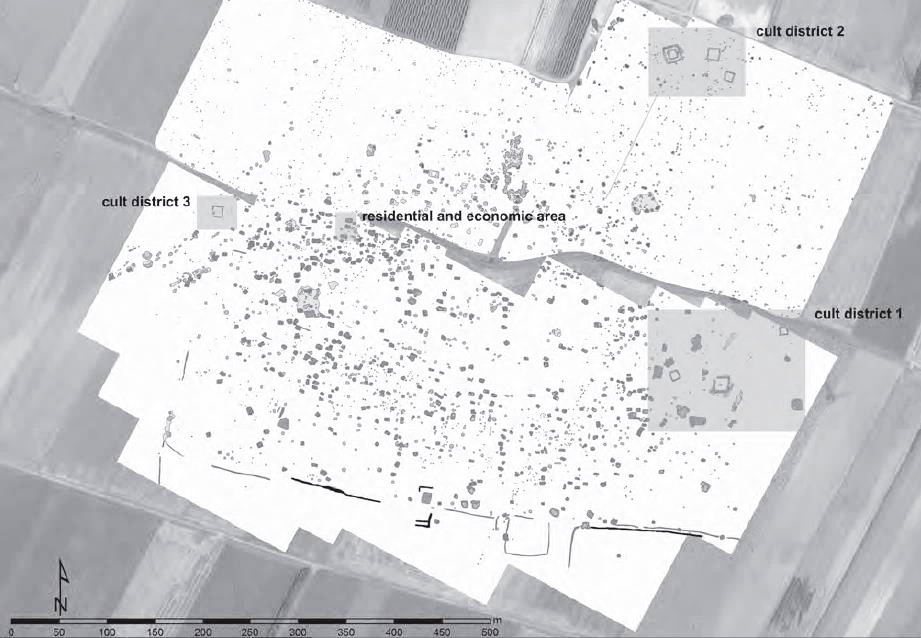 cult district 2
cult district 3
residential and economic area
cult district 1
N
0 50 100 150 200 250 300 350 400 450 500 m